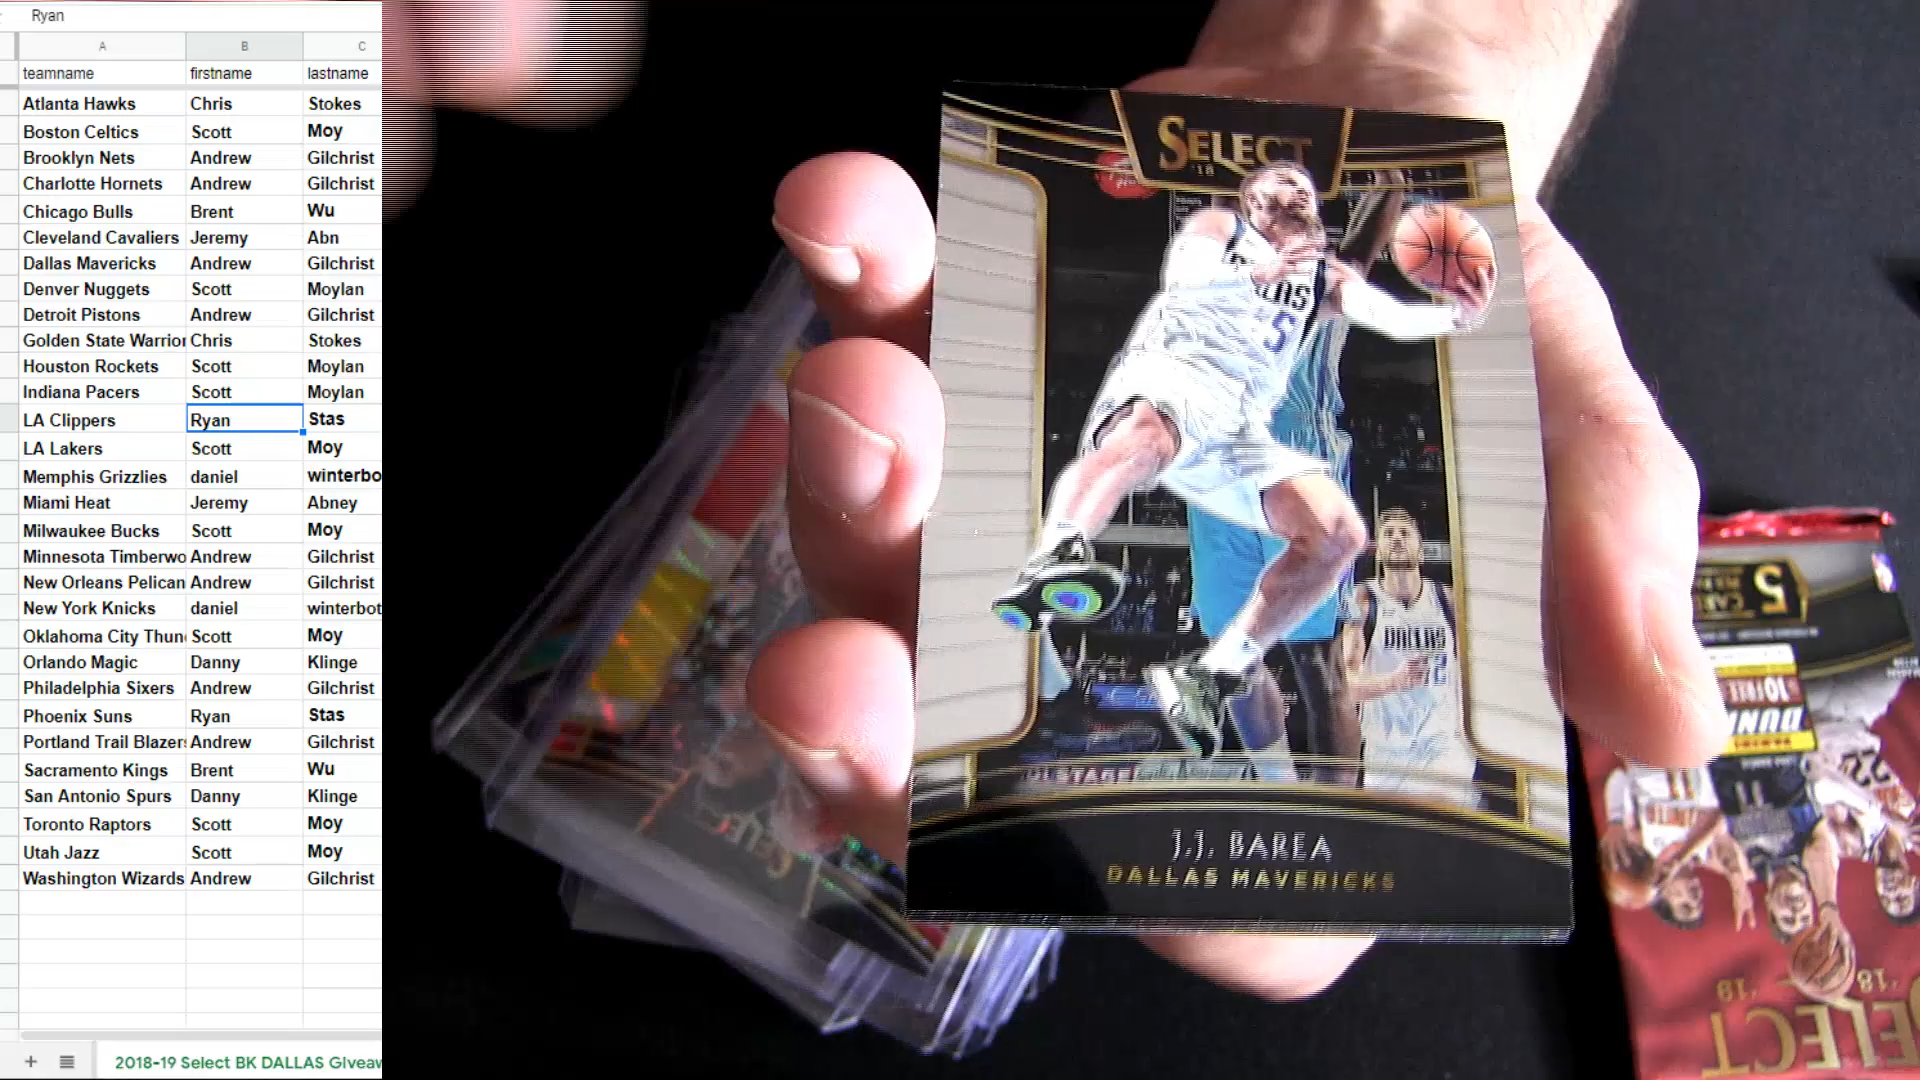 Ryan
A B C
teamname firstname lastname
Atlanta Hawks Chris Stokes
Boston Celtics Scott Moy
Brooklyn Nets Andrew Gilchrist
Charlotte Hornets Andrew Gilchrist
Chicago Bulls Brent Wu
Cleveland Cavaliers Jeremy Abn
Dallas Mavericks Andrew Gilchrist
Denver Nuggets Scott Moylan
Detroit Pistons Andrew Gilchrist
Golden State Warrior Chris Stokes
Houston Rockets Scott Moylan
Indiana Pacers Scott Moylan
LA Clippers Ryan Stas
LA Lakers Scott Moy
Memphis Grizzlies daniel winterbo
Miami Heat Jeremy Abney
Milwaukee Bucks Scott Moy
Minnesota Timberwo Andrew Gilchrist
New Orleans Pelican Andrew Gilchrist
New York Knicks daniel winterbot
Oklahoma City Thun Scott Moy
Orlando Magic Danny Klinge
Philadelphia Sixers Andrew Gilchrist
Phoenix Suns Ryan Stas
Portland Trail Blazers Andrew Gilchrist
Sacramento Kings Brent Wu
San Antonio Spurs Danny Klinge
Toronto Raptors Scott Moy
Utah Jazz Scott Moy
Washington Wizards Andrew Gilchrist
2018-19 Select BK DALLAS GIveaw
SELECT
'18
5
J.J. BAREA
DALLAS MAVERICKS
5
'18 '19
SELECT